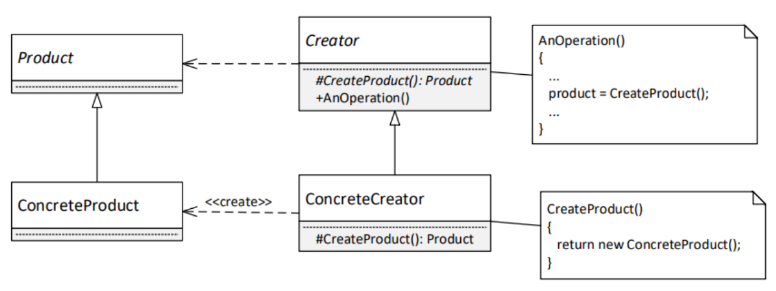 Product
Creator
#CreateProduct(): Product
+AnOperation()
AnOperation()
{
...
product = CreateProduct();
...
}
ConcreteProduct
<<create>>
ConcreteCreator
#CreateProduct(): Product
CreateProduct()
{
return new ConcreteProduct();
}